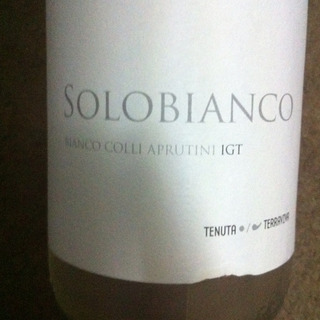 SOLOBIANCO
BIANCO COLLI APRUTINI IGT
TENUTA TERRAVIVA